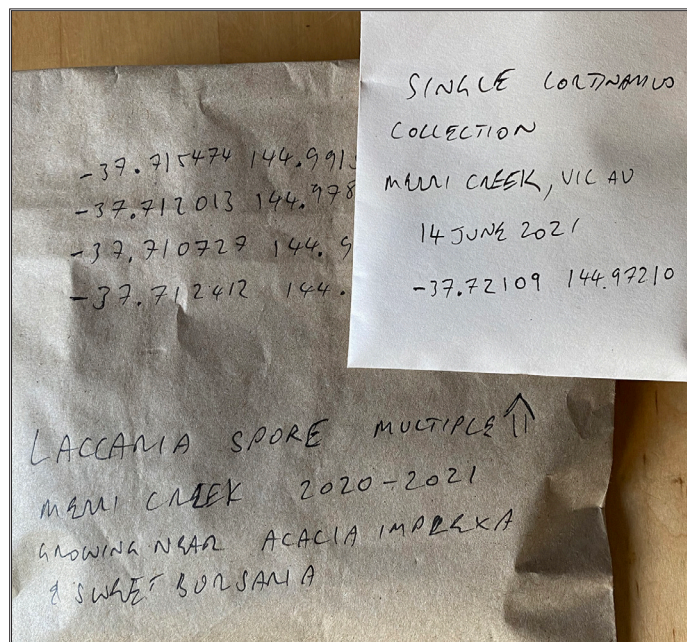 -37.715474 144.991
-37.712013 144.978
-37.710727 144.9
-37.712412 144.
LACCARIA SPORE MULTIPLE ⇑
MERRI CREEK 2020-2021
GROWING NEAR ACACIA IMPLEXA
& SWEET BURSARIA
SINGLE CORTINARIUS
COLLECTION
MERRI CREEK, VIC AU
14 JUNE 2021
-37.72109 144.97210